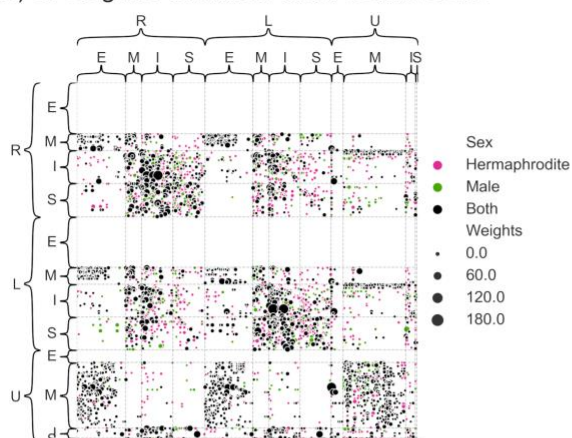 R L U
E M I S E M I S E M I S
E
M
R
I
S
E
M
L
I
S
E
U
M
I
Sex
Hermaphrodite
Male
Both
Weights
0.0
60.0
120.0
180.0